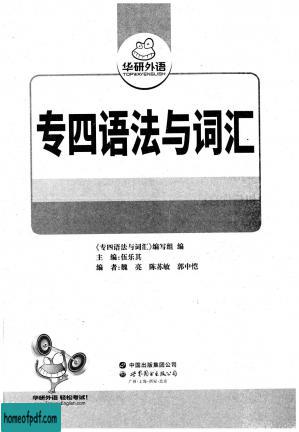 华研外语
TOPWAYENGLISH
专四语法与词汇
《专四语法与词汇》编写组 编
主 编:伍乐其
编 者:魏 亮 陈苏敏 郭中恺
华研外语 轻松考试!
中国出版集团公司
世界图书出版公司
广州·上海·西安·北京
homeofpdf.com